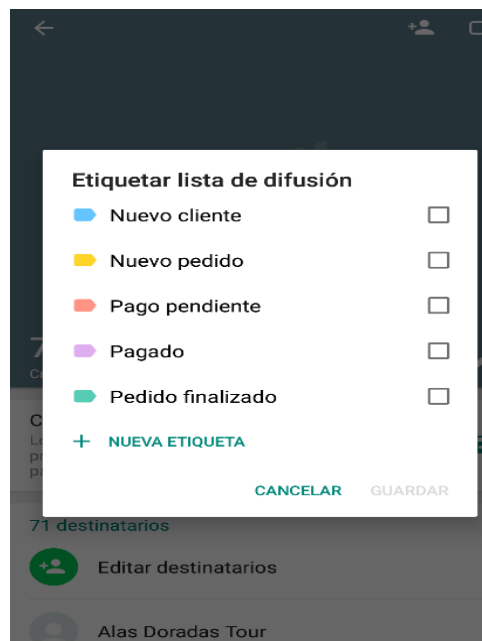 Etiquetar lista de difusión
Nuevo cliente
Nuevo pedido
Pago pendiente
Pagado
Pedido finalizado
+ NUEVA ETIQUETA
CANCELAR GUARDAR
71 destinatarios
Editar destinatarios
Alas Doradas Tour